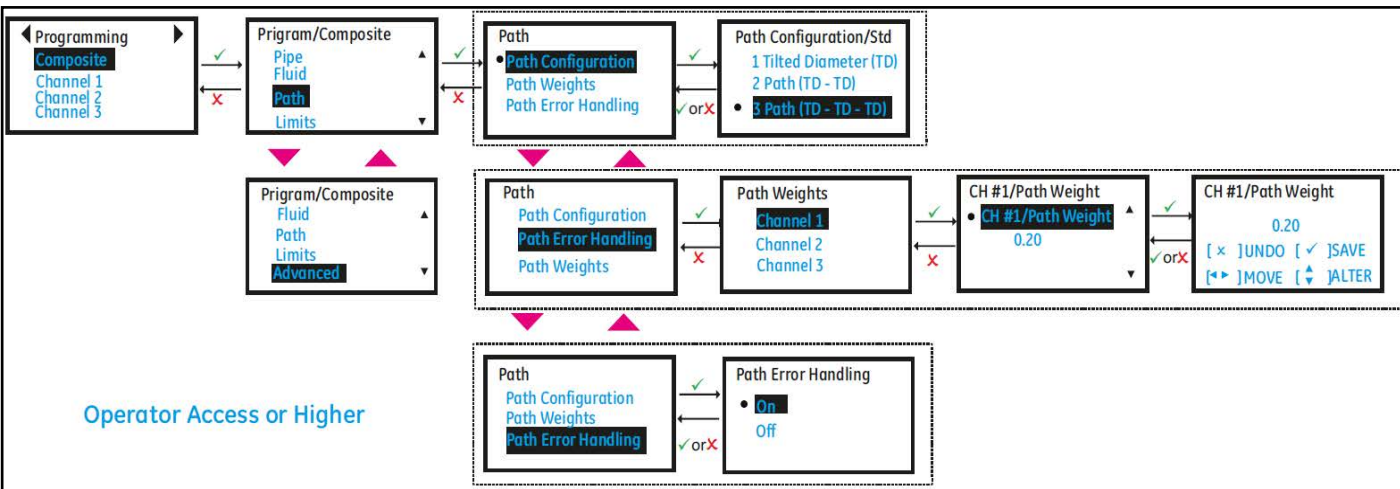 Programming
Composite
Channel 1
Channel 2
Channel 3
✓
x
Prigram/Composite
Pipe
Fluid
Path
Limits
✓
x
Path
Path Configuration
Path Weights
Path Error Handling
✓
✓orx
Path Configuration/Std
1 Tilted Diameter (TD)
2 Path (TD - TD)
3 Path (TD - TD - TD)
Prigram/Composite
Fluid
Path
Limits
Advanced
Path
Path Configuration
Path Error Handling
Path Weights
✓
x
Path Weights
Channel 1
Channel 2
Channel 3
✓
x
CH #1/Path Weight
CH #1/Path Weight
0.20
✓
✓orx
CH #1/Path Weight
0.20
[ x ]UNDO [ ✓ ]SAVE
[◄ ►]MOVE [▲▼]ALTER
Path
Path Configuration
Path Weights
Path Error Handling
✓
✓orx
Path Error Handling
On
Off
Operator Access or Higher